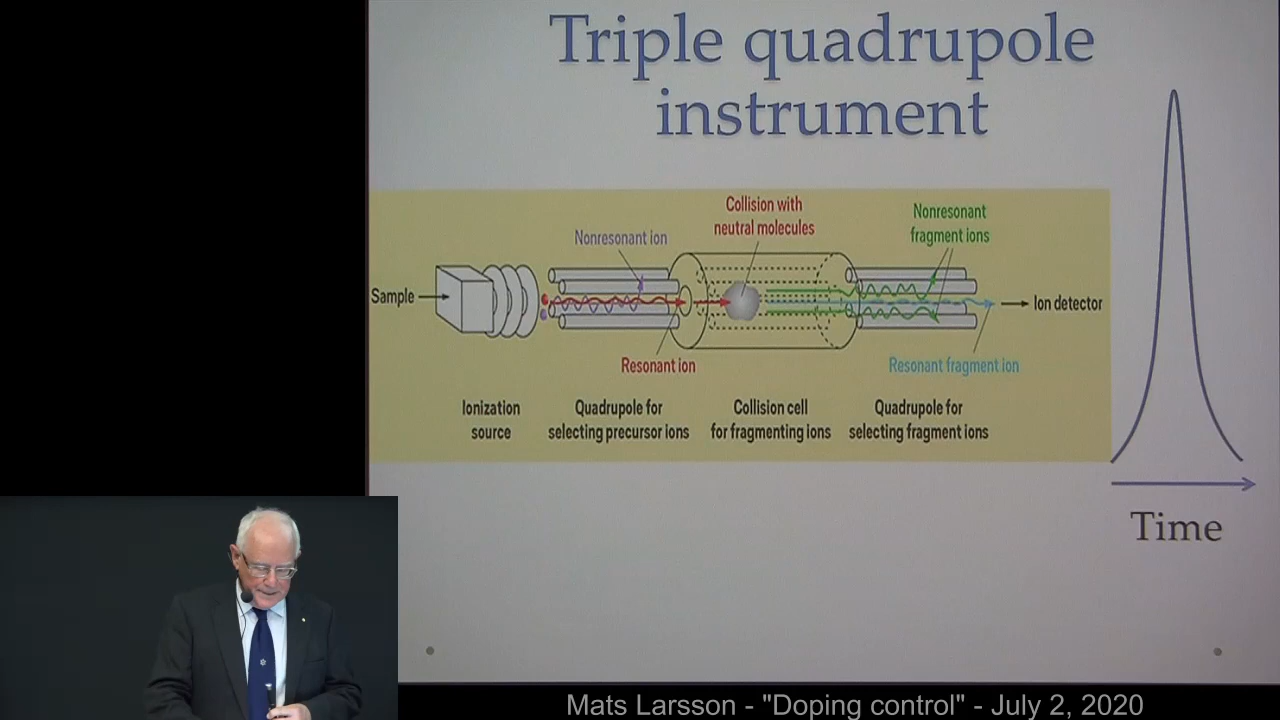 Triple quadrupole
instrument
Collision with
neutral molecules
Nonresonant
fragment ions
Nonresonant ion
Sample
Ion detector
Resonant ion
Resonant fragment ion
Ionization
source
Quadrupole for
selecting precursor ions
Collision cell
for fragmenting ions
Quadrupole for
selecting fragment ions
Time
Mats Larsson - "Doping control" - July 2, 2020